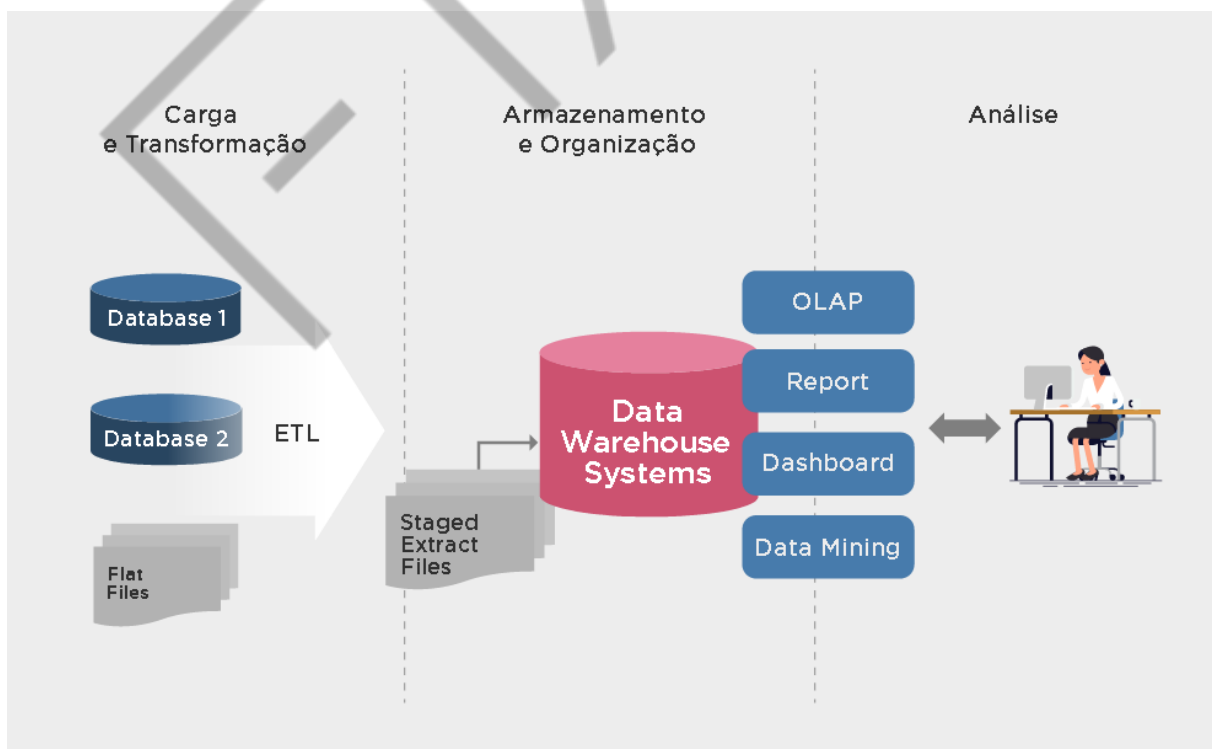 Carga
e Transformação
Armazenamento
e Organização
Análise
Database 1
Database 2
ETL
Flat
Files
Staged
Extract
Files
Data
Warehouse
Systems
OLAP
Report
Dashboard
Data Mining